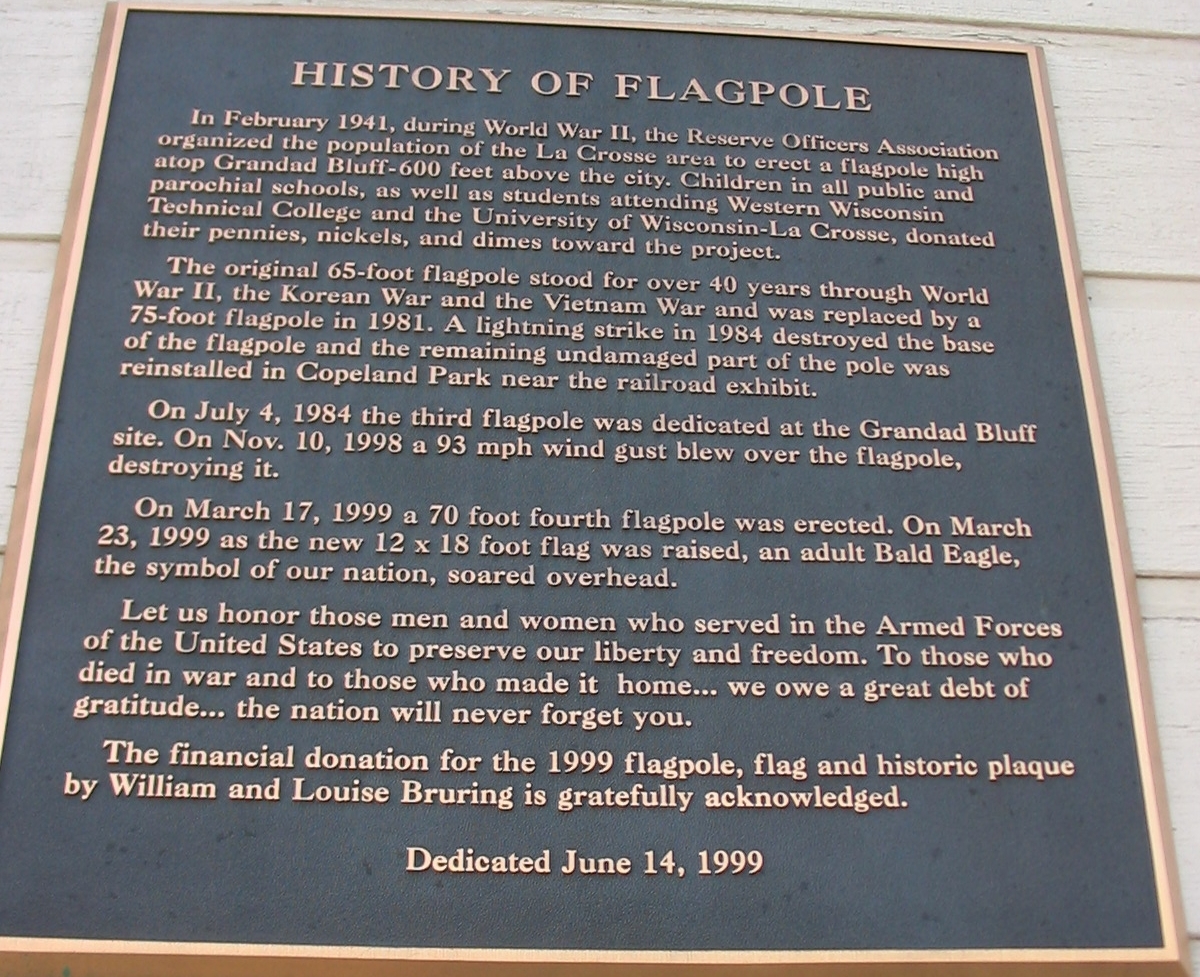 HISTORY OF FLAGPOLE
In February 1941, during World War II, the Reserve Officers Association
organized the population of the La Crosse area to erect a flagpole high
atop Grandad Bluff-600 feet above the city. Children in all public and
parochial schools, as well as students attending Western Wisconsin
Technical College and the University of Wisconsin-La Crosse, donated
their pennies, nickels, and dimes toward the project.
The original 65-foot flagpole stood for over 40 years through World
War II, the Korean War and the Vietnam War and was replaced by a
75-foot flagpole in 1981. A lightning strike in 1984 destroyed the base
of the flagpole and the remaining undamaged part of the pole was
reinstalled in Copeland Park near the railroad exhibit.
On July 4, 1984 the third flagpole was dedicated at the Grandad Bluff
site. On Nov. 10, 1998 a 93 mph wind gust blew over the flagpole,
destroying it.
On March 17, 1999 a 70 foot fourth flagpole was erected. On March
23, 1999 as the new 12 x 18 foot flag was raised, an adult Bald Eagle,
the symbol of our nation, soared overhead.
Let us honor those men and women who served in the Armed Forces
of the United States to preserve our liberty and freedom. To those who
died in war and to those who made it home... we owe a great debt of
gratitude... the nation will never forget you.
The financial donation for the 1999 flagpole, flag and historic plaque
by William and Louise Bruring is gratefully acknowledged.
Dedicated June 14, 1999